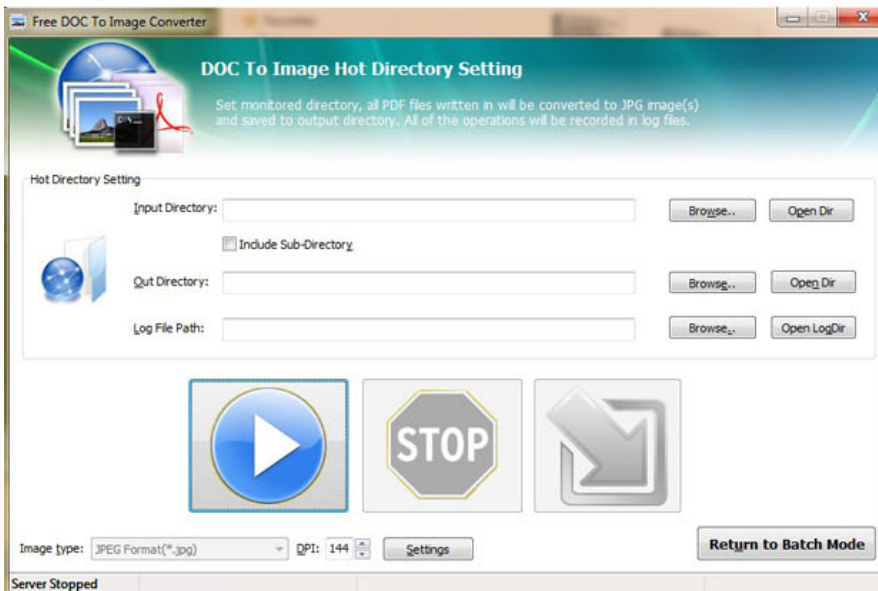 Free DOC To Image Converter
DOC To Image Hot Directory Setting
Set monitored directory, all PDF files written in will be converted to JPG image(s)
and saved to output directory. All of the operations will be recorded in log files.
Hot Directory Setting
Input Directory:
Browse..
Open Dir
Include Sub-Directory
Out Directory:
Browse..
Open Dir
Log File Path:
Browse..
Open LogDir
STOP
Image type: JPEG Format(*.jpg)
DPI: 144
Settings
Return to Batch Mode
Server Stopped